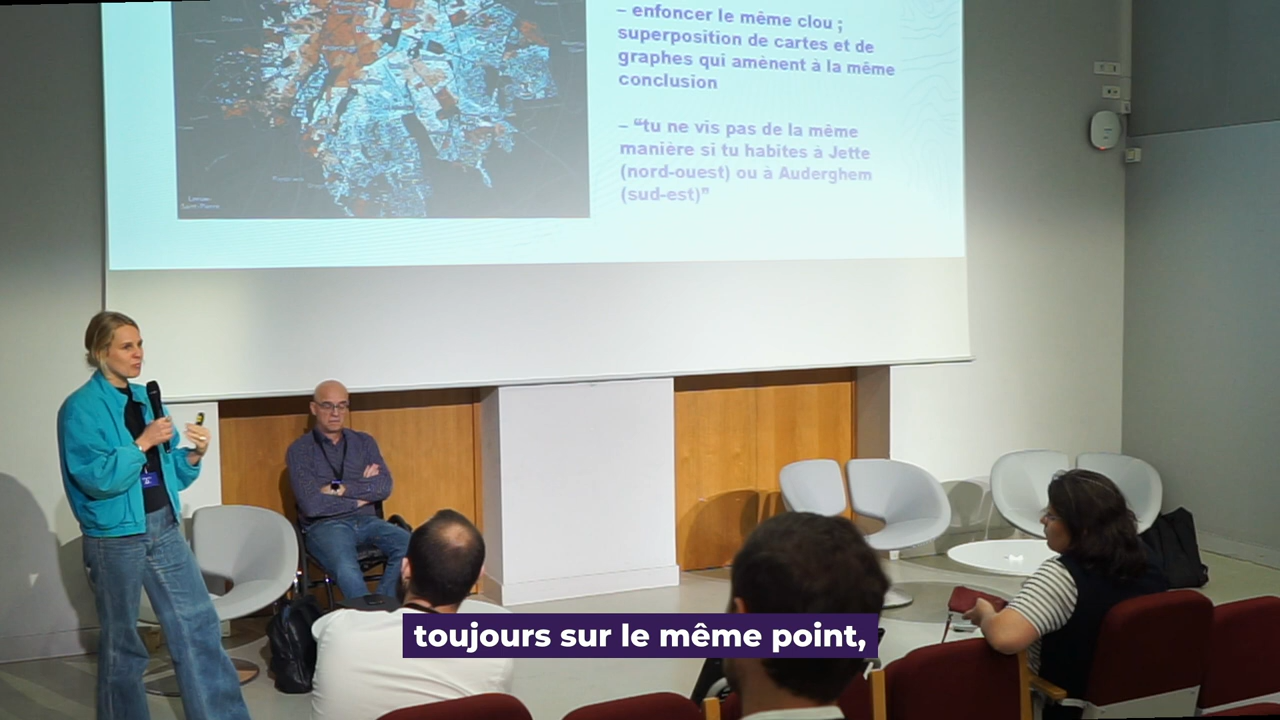 – enfoncer le même clou ;
superposition de cartes et de
graphes qui amènent à la même
conclusion
– “tu ne vis pas de la même
manière si tu habites à Jette
(nord-ouest) ou à Auderghem
(sud-est)”
toujours sur le même point,